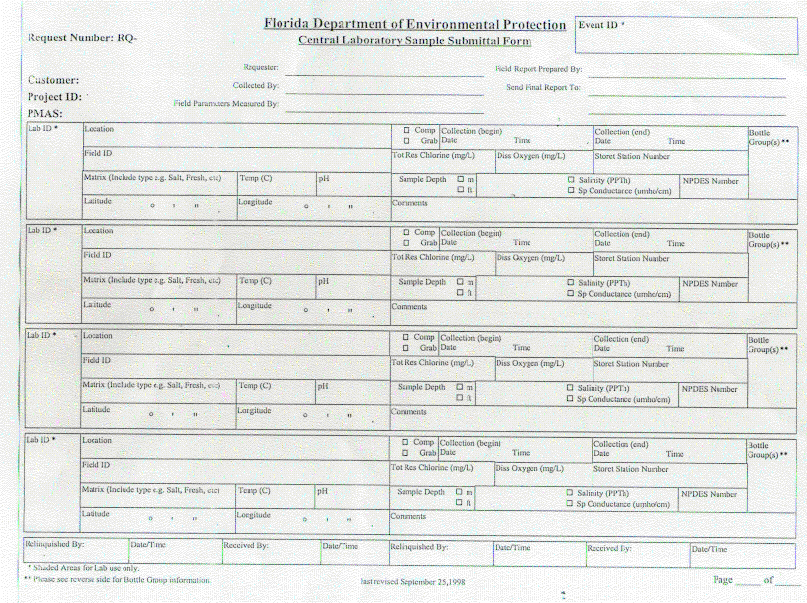 Florida Department of Environmental Protection
Event ID *
Request Number: RQ-
Central Laboratory Sample Submittal Form
Requester:
Field Report Prepared By:
Customer:
Collected By:
Send Final Report To:
Project ID:
Field Parameters Measured By:
PMAS:
Lab ID * Location Comp Collection (begin) Collection (end) Bottle
Grab Date Time Date Time Group(s) **
Field ID Tot Res Chlorine (mg/L) Diss Oxygen (mg/L) Storet Station Number
Matrix (Include type e.g. Salt, Fresh, etc) Temp (C) pH Sample Depth m Salinity (PPTh) NPDES Number
ft Sp Conductance (umho/cm)
Latitude o ' " Longitude o ' " Comments
Lab ID * Location Comp Collection (begin) Collection (end) Bottle
Grab Date Time Date Time Group(s) **
Field ID Tot Res Chlorine (mg/L) Diss Oxygen (mg/L) Storet Station Number
Matrix (Include type e.g. Salt, Fresh, etc) Temp (C) pH Sample Depth m Salinity (PPTh) NPDES Number
ft Sp Conductance (umho/cm)
Latitude o ' " Longitude o ' " Comments
Lab ID * Location Comp Collection (begin) Collection (end) Bottle
Grab Date Time Date Time Group(s) **
Field ID Tot Res Chlorine (mg/L) Diss Oxygen (mg/L) Storet Station Number
Matrix (Include type e.g. Salt, Fresh, etc) Temp (C) pH Sample Depth m Salinity (PPTh) NPDES Number
ft Sp Conductance (umho/cm)
Latitude o ' " Longitude o ' " Comments
Lab ID * Location Comp Collection (begin) Collection (end) Bottle
Grab Date Time Date Time Group(s) **
Field ID Tot Res Chlorine (mg/L) Diss Oxygen (mg/L) Storet Station Number
Matrix (Include type e.g. Salt, Fresh, etc) Temp (C) pH Sample Depth m Salinity (PPTh) NPDES Number
ft Sp Conductance (umho/cm)
Latitude o ' " Longitude o ' " Comments
Relinquished By: Date/Time Received By: Date/Time Relinquished By: Date/Time Received By: Date/Time
* Shaded Areas for Lab use only.
** Please see reverse side for Bottle Group information. last revised September 25,1998 Page ____ of ____